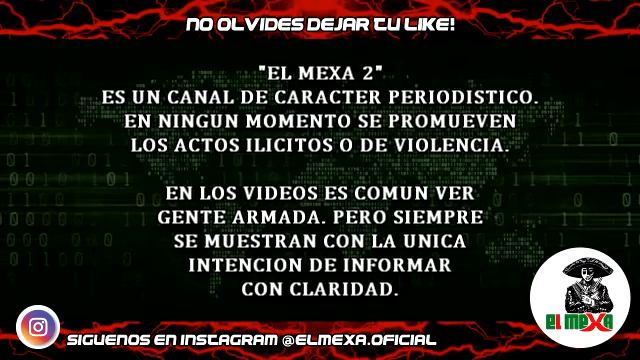 NO OLVIDES DEJAR TU LIKE!
"EL MEXA 2"
ES UN CANAL DE CARACTER PERIODISTICO.
EN NINGUN MOMENTO SE PROMUEVEN
LOS ACTOS ILICITOS O DE VIOLENCIA.
EN LOS VIDEOS ES COMUN VER
GENTE ARMADA. PERO SIEMPRE
SE MUESTRAN CON LA UNICA
INTENCION DE INFORMAR
CON CLARIDAD.
EL MEXA
SIGUENOS EN INSTAGRAM @ELMEXA.OFICIAL